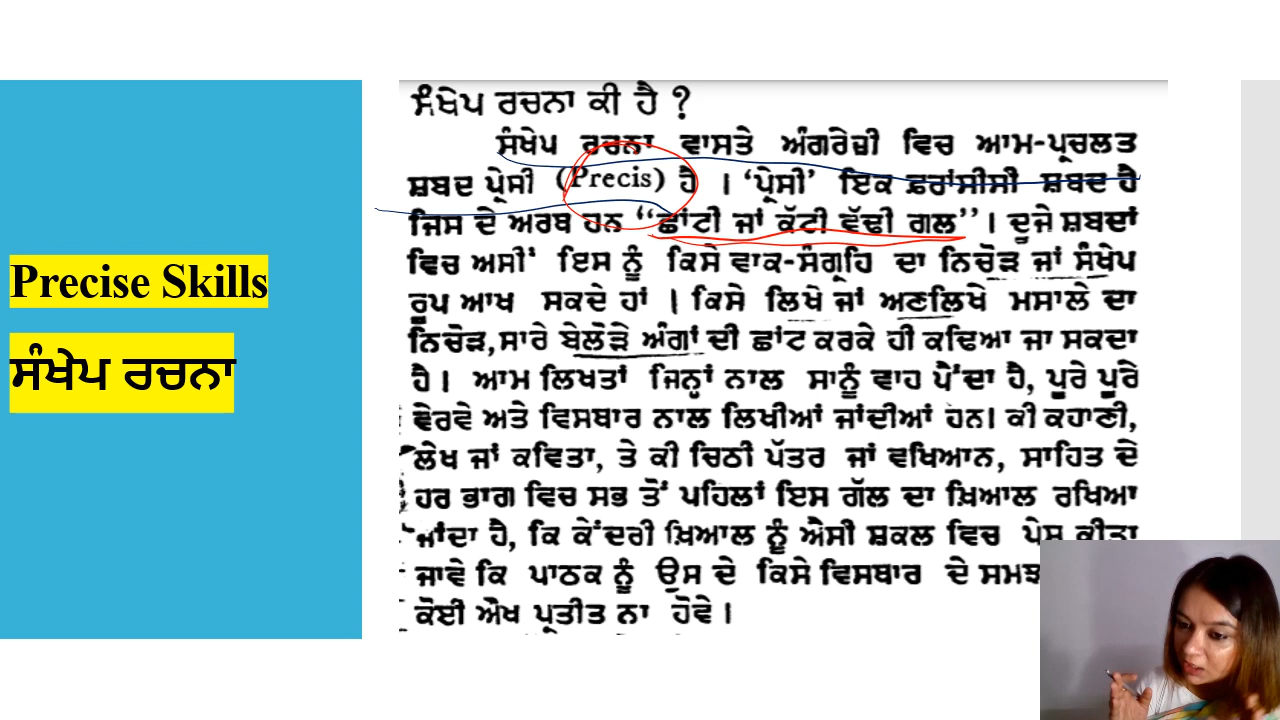 Precise Skills
ਸੰਖੇਪ ਰਚਨਾ
ਸੰਖੇਪ ਰਚਨਾ ਕੀ ਹੈ ?
ਸੰਖੇਪ ਰਚਨਾ ਵਾਸਤੇ ਅੰਗਰੇਜ਼ੀ ਵਿਚ ਆਮ-ਪ੍ਰਚਲਤ
ਸ਼ਬਦ ਪ੍ਰੇਸੀ (Precis) ਹੈ । ‘ਪ੍ਰੇਸੀ’ ਇਕ ਫ਼ਰਾਂਸੀਸੀ ਸ਼ਬਦ ਹੈ
ਜਿਸ ਦੇ ਅਰਥ ਹਨ “ਛਾਂਟੀ ਜਾਂ ਕੱਟੀ ਵੱਢੀ ਗਲ”। ਦੂਜੇ ਸ਼ਬਦਾਂ
ਵਿਚ ਅਸੀਂ ਇਸ ਨੂੰ ਕਿਸੇ ਵਾਕ-ਸੰਗ੍ਰਹਿ ਦਾ ਨਿਚੋੜ ਜਾਂ ਸੰਖੇਪ
ਰੂਪ ਆਖ ਸਕਦੇ ਹਾਂ । ਕਿਸੇ ਲਿਖੇ ਜਾਂ ਅਣਲਿਖੇ ਮਸਾਲੇ ਦਾ
ਨਿਚੋੜ, ਸਾਰੇ ਬੇਲੋੜੇ ਅੰਗਾਂ ਦੀ ਛਾਂਟ ਕਰਕੇ ਹੀ ਕਢਿਆ ਜਾ ਸਕਦਾ
ਹੈ। ਆਮ ਲਿਖਤਾਂ ਜਿਨ੍ਹਾਂ ਨਾਲ ਸਾਨੂੰ ਵਾਹ ਪੈਂਦਾ ਹੈ, ਪੂਰੇ ਪੂਰੇ
ਵੇਰਵੇ ਅਤੇ ਵਿਸਥਾਰ ਨਾਲ ਲਿਖੀਆਂ ਜਾਂਦੀਆਂ ਹਨ। ਕੀ ਕਹਾਣੀ,
ਲੇਖ ਜਾਂ ਕਵਿਤਾ, ਤੇ ਕੀ ਚਿਠੀ ਪੱਤਰ ਜਾਂ ਵਖਿਆਨ, ਸਾਹਿਤ ਦੇ
ਹਰ ਭਾਗ ਵਿਚ ਸਭ ਤੋਂ ਪਹਿਲਾਂ ਇਸ ਗੱਲ ਦਾ ਖ਼ਿਆਲ ਰਖਿਆ
ਜਾਂਦਾ ਹੈ, ਕਿ ਕੇਂਦਰੀ ਖ਼ਿਆਲ ਨੂੰ ਐਸੀ ਸ਼ਕਲ ਵਿਚ ਪੇਸ਼ ਕੀਤਾ
ਜਾਵੇ ਕਿ ਪਾਠਕ ਨੂੰ ਉਸ ਦੇ ਕਿਸੇ ਵਿਸਥਾਰ ਦੇ
ਕੋਈ ਔਖ ਪ੍ਰਤੀਤ ਨਾ ਹੋਵੇ ।